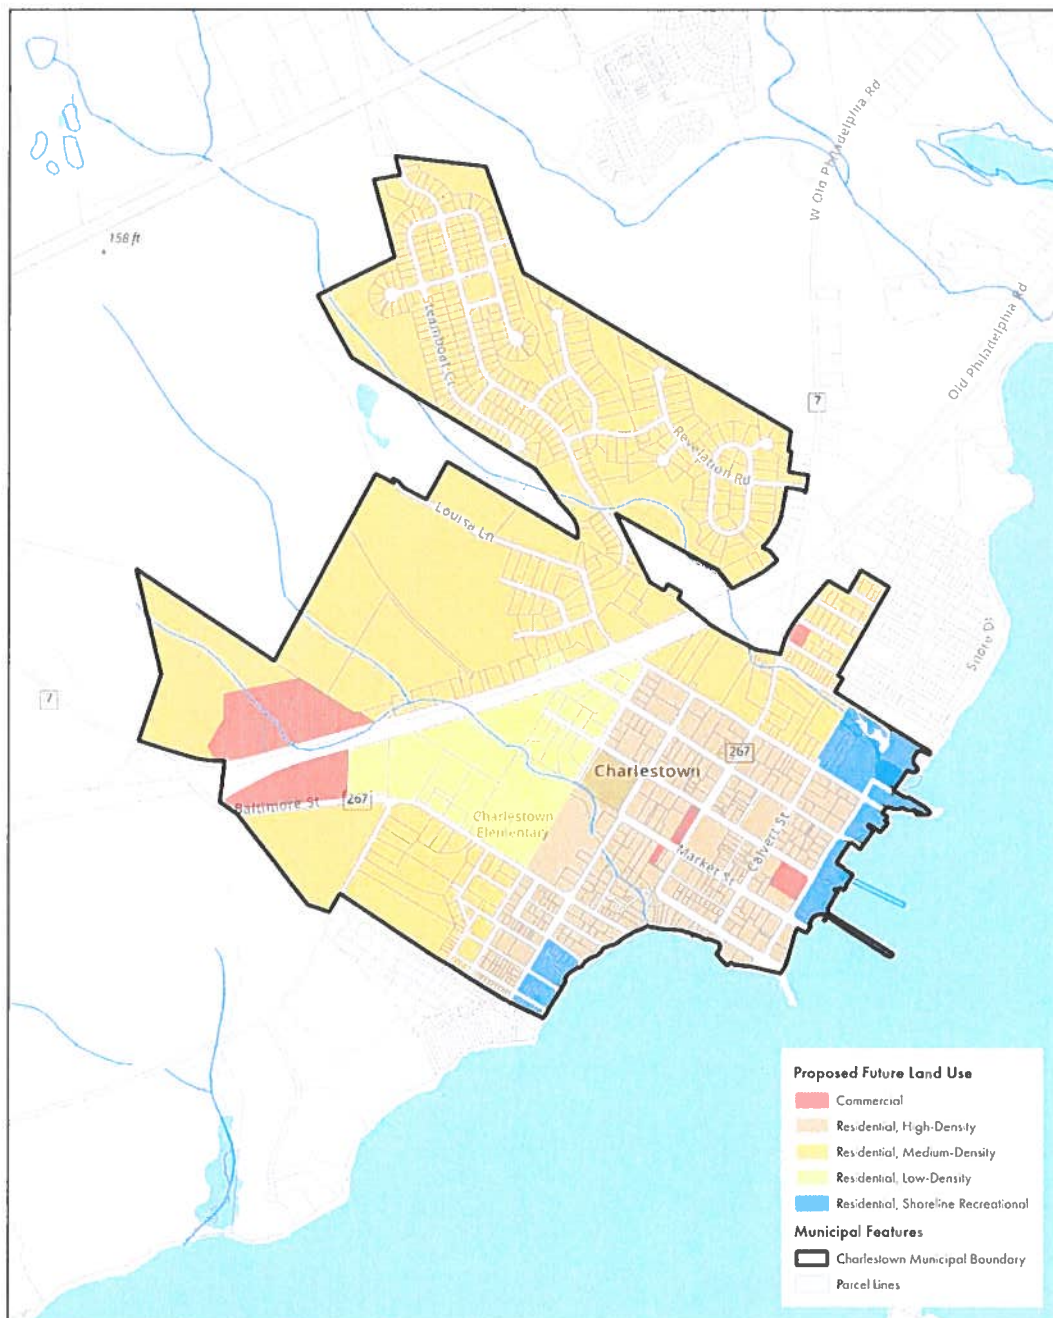 W Old Philadelphia Rd
158 ft
Old Philadelphia Rd
Steamboat Ct
7
Revelation Rd
Louisa Ln
Shore Dr
7
267
Charlestown
Baltimore St
267
Charlestown
Elementary
Market St
Calvert St
Proposed Future Land Use
Commercial
Residential, High-Density
Residential, Medium-Density
Residential, Low-Density
Residential, Shoreline Recreational
Municipal Features
Charlestown Municipal Boundary
Parcel Lines